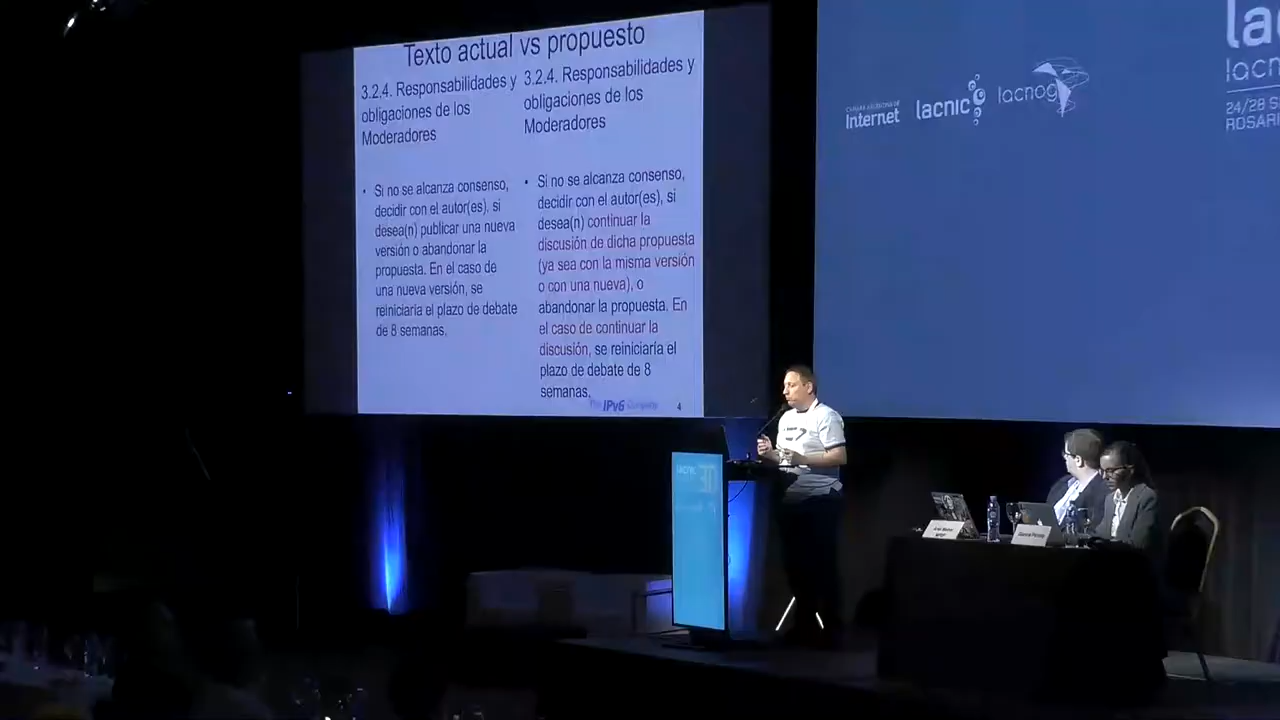 Texto actual vs propuesto
3.2.4. Responsabilidades y
obligaciones de los
Moderadores
• Si no se alcanza consenso,
decidir con el autor(es), si
desea(n) publicar una nueva
versión o abandonar la
propuesta. En el caso de
una nueva versión, se
reiniciaría el plazo de debate
de 8 semanas.
3.2.4. Responsabilidades y
obligaciones de los
Moderadores
• Si no se alcanza consenso,
decidir con el autor(es), si
desea(n) continuar la
discusión de dicha propuesta
(ya sea con la misma versión
o con una nueva), o
abandonar la propuesta. En
el caso de continuar la
discusión, se reiniciaría el
plazo de debate de 8
semanas.
The IPv6 Company
4
Internet
lacnic
lacnog
la
lacn
24/28 S
ROSARI